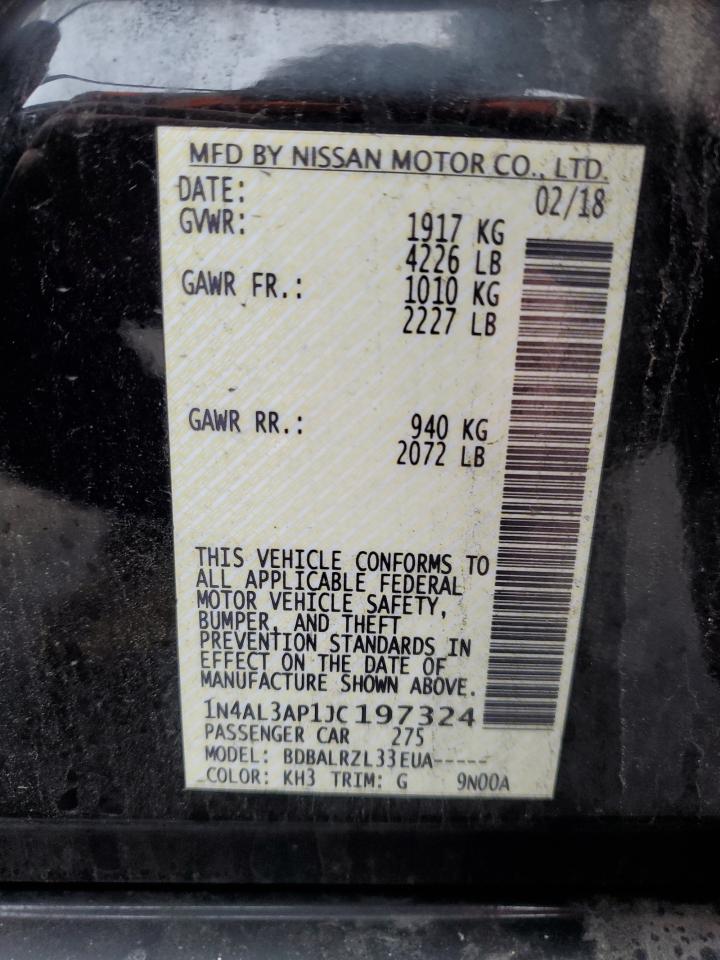 MFD BY NISSAN MOTOR CO., LTD.
DATE: 02/18
GVWR: 1917 KG
4226 LB
GAWR FR.: 1010 KG
2227 LB
GAWR RR.: 940 KG
2072 LB
THIS VEHICLE CONFORMS TO
ALL APPLICABLE FEDERAL
MOTOR VEHICLE SAFETY,
BUMPER, AND THEFT
PREVENTION STANDARDS IN
EFFECT ON THE DATE OF
MANUFACTURE SHOWN ABOVE.
1N4AL3AP1JC197324
PASSENGER CAR 275
MODEL: BDBALRZL33EUA-----
COLOR: KH3 TRIM: G 9N00A